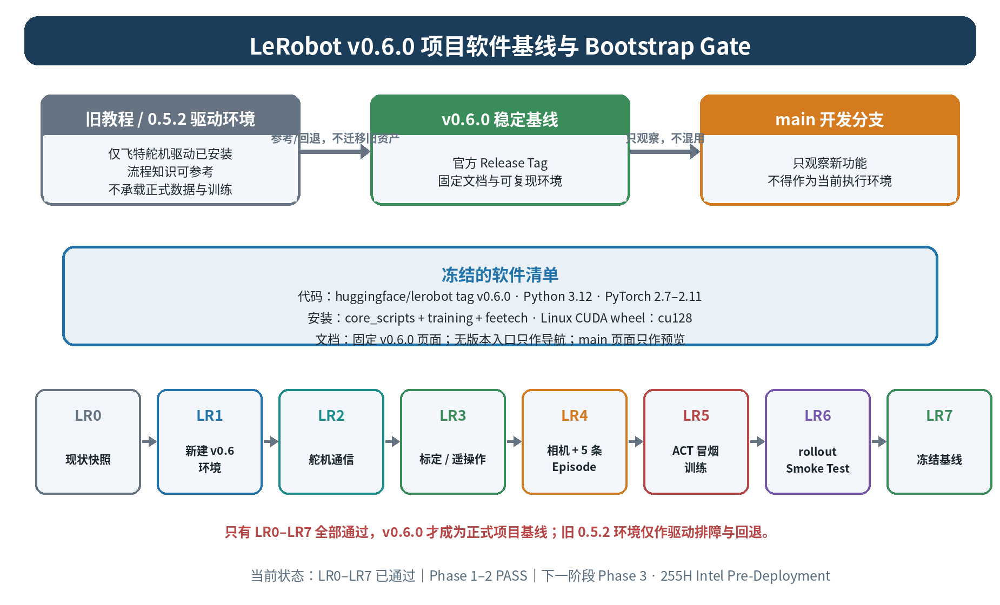 LeRobot v0.6.0 项目软件基线与 Bootstrap Gate
旧教程 / 0.5.2 驱动环境
仅飞特舵机驱动已安装
流程知识可参考
不承载正式数据与训练
参考/回退，不迁移旧资产
v0.6.0 稳定基线
官方 Release Tag
固定文档与可复现环境
只观察，不混用
main 开发分支
只观察新功能
不得作为当前执行环境
冻结的软件清单
代码：huggingface/lerobot tag v0.6.0 · Python 3.12 · PyTorch 2.7–2.11
安装：core_scripts + training + feetech · Linux CUDA wheel：cu128
文档：固定 v0.6.0 页面；无版本入口只作导航；main 页面只作预览
LR0
现状快照
LR1
新建 v0.6
环境
LR2
舵机通信
LR3
标定 / 遥操作
LR4
相机 + 5 条
Episode
LR5
ACT 冒烟
训练
LR6
rollout
Smoke Test
LR7
冻结基线
只有 LR0–LR7 全部通过，v0.6.0 才成为正式项目基线；旧 0.5.2 环境仅作驱动排障与回退。
当前状态：LR0–LR7 已通过｜Phase 1–2 PASS｜下一阶段 Phase 3 · 255H Intel Pre-Deployment